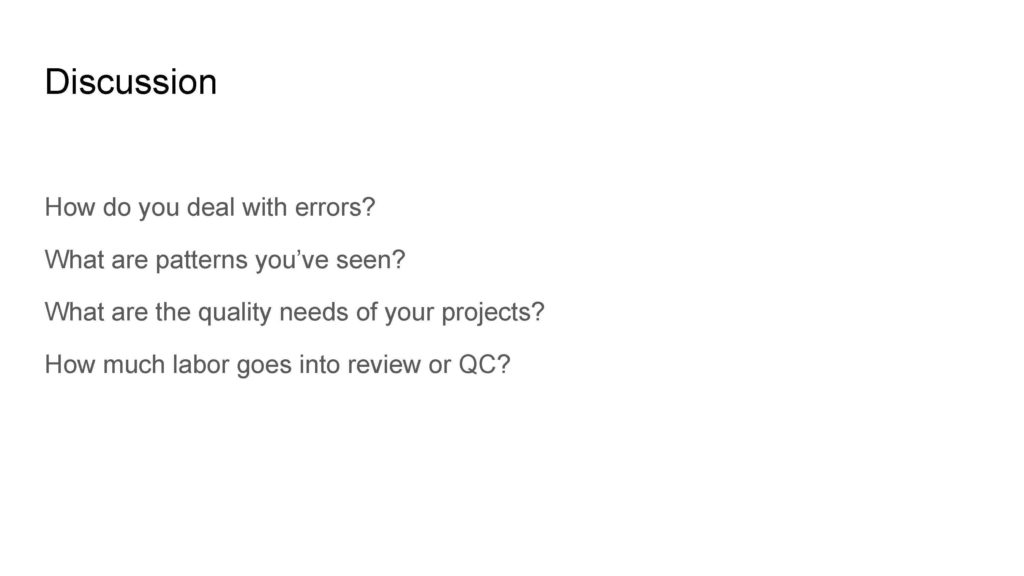 Discussion
How do you deal with errors?
What are patterns you’ve seen?
What are the quality needs of your projects?
How much labor goes into review or QC?